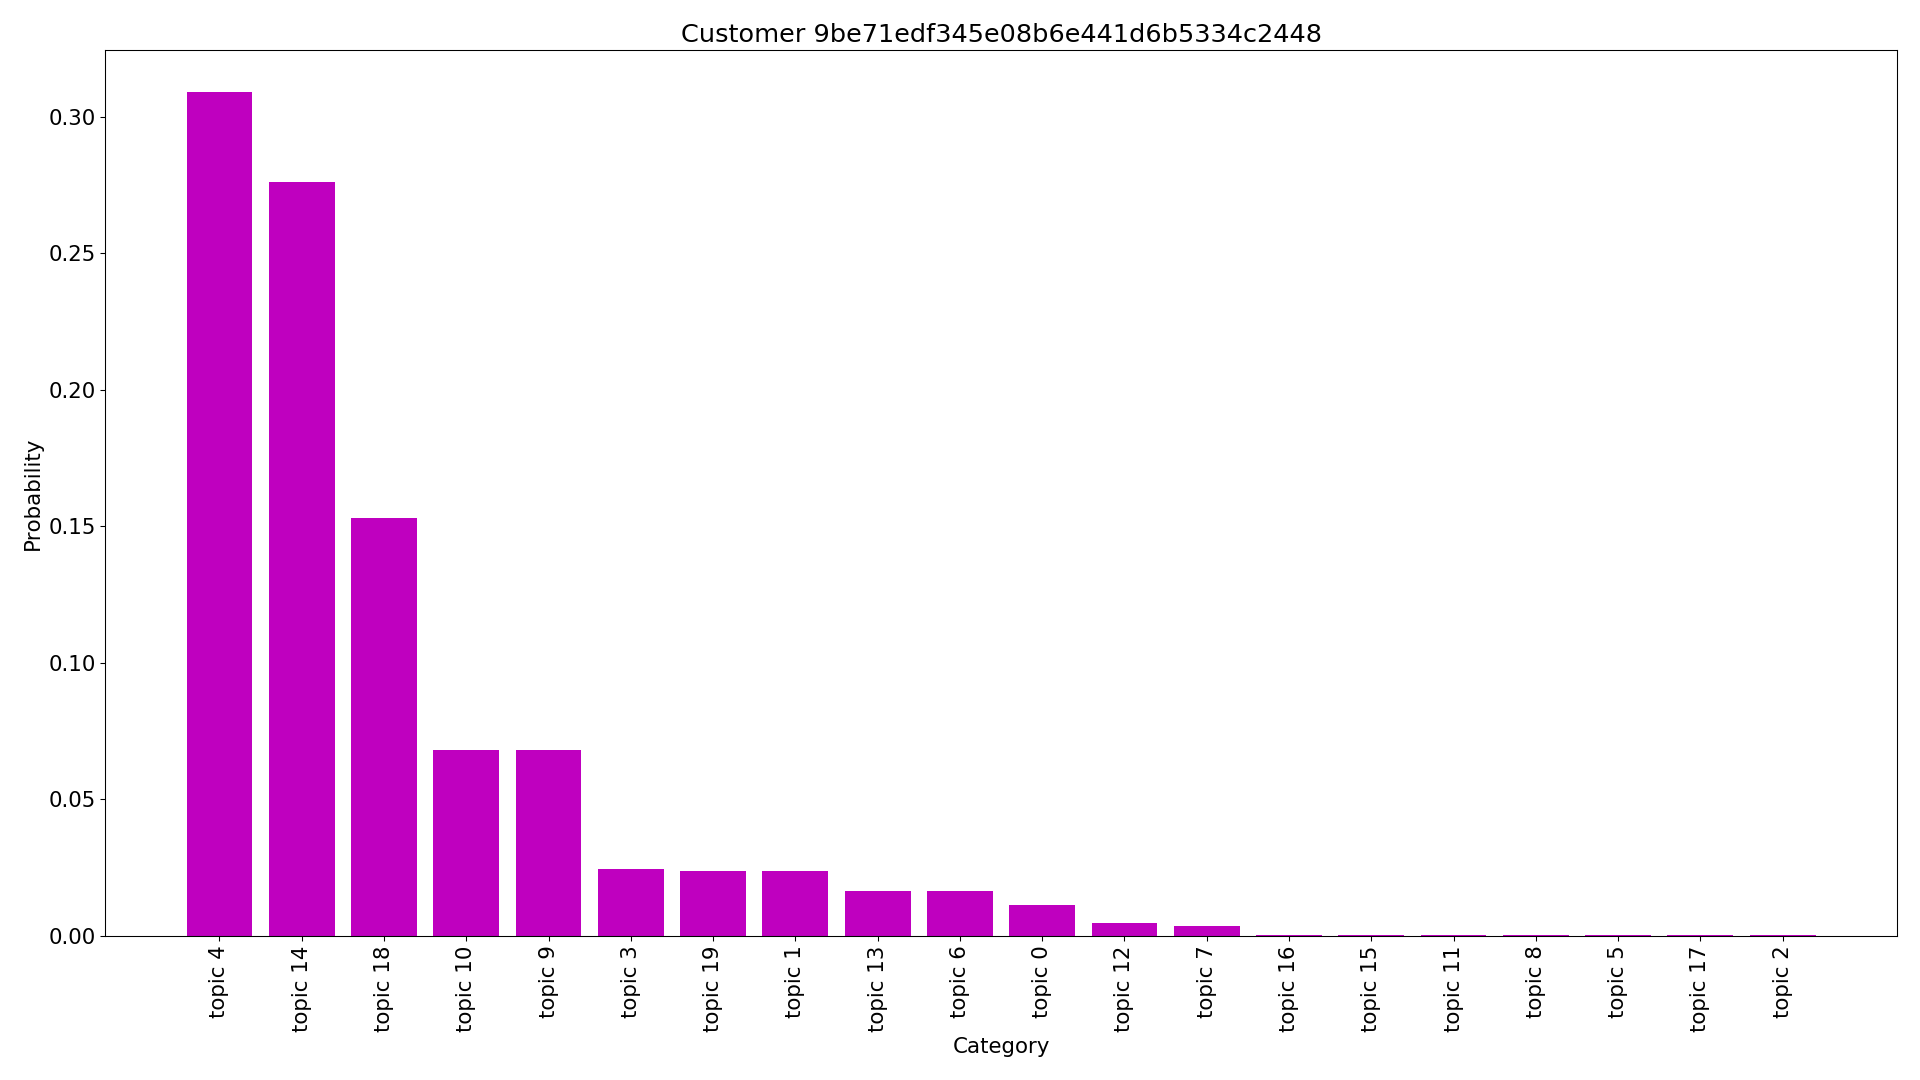 Customer 9be71edf345e08b6e441d6b5334c2448
Probability
0.30
0.25
0.20
0.15
0.10
0.05
0.00
topic 4
topic 14
topic 18
topic 10
topic 9
topic 3
topic 19
topic 1
topic 13
topic 6
topic 0
topic 12
topic 7
topic 16
topic 15
topic 11
topic 8
topic 5
topic 17
topic 2
Category